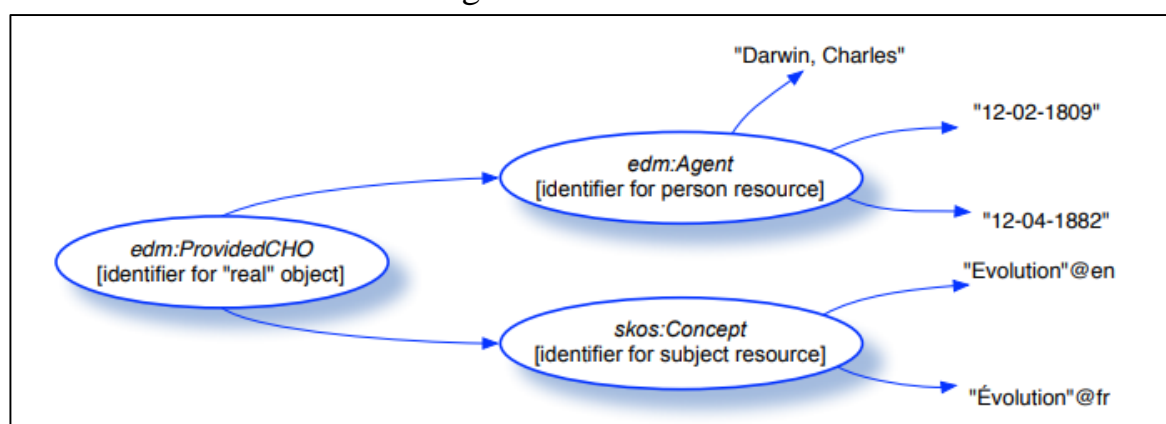 "Darwin, Charles"
"12-02-1809"
edm:Agent
[identifier for person resource]
"12-04-1882"
edm:ProvidedCHO
[identifier for "real" object]
"Evolution"@en
skos:Concept
[identifier for subject resource]
"Évolution"@fr